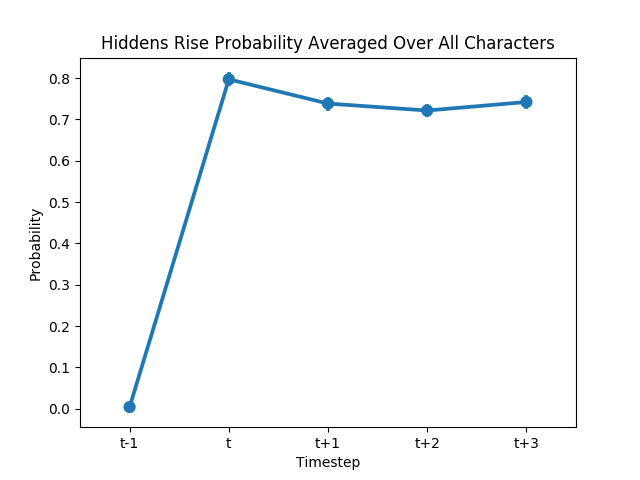 Hiddens Rise Probability Averaged Over All Characters
0.8
0.7
0.6
0.5
0.4
0.3
0.2
0.1
0.0
Probability
t-1 t t+1 t+2 t+3
Timestep